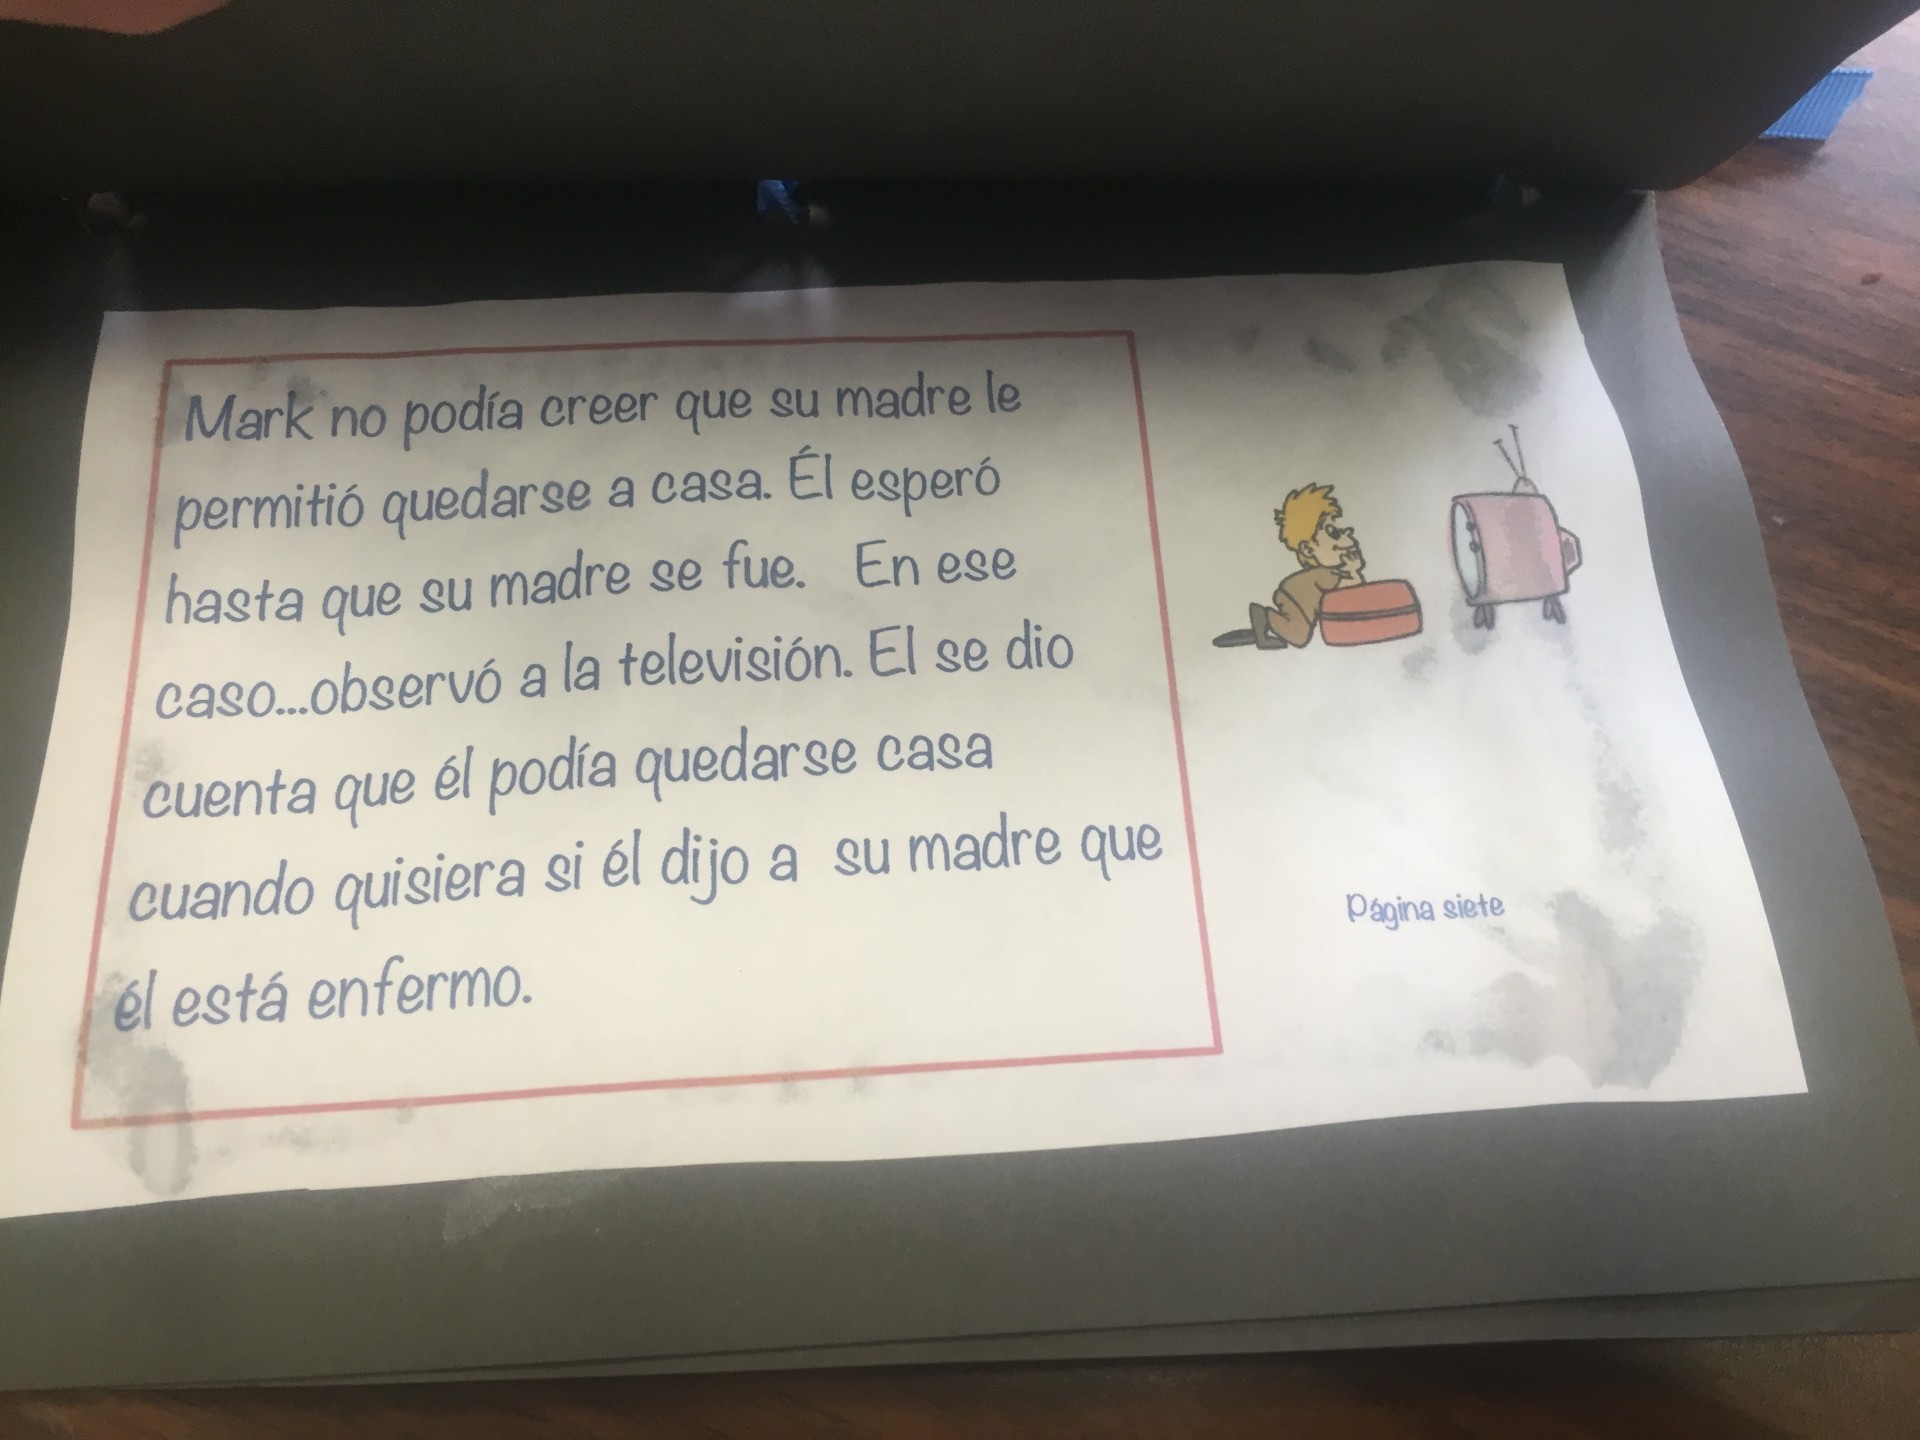 Mark no podía creer que su madre le
permitió quedarse a casa. Él esperó
hasta que su madre se fue. En ese
caso...observó a la televisión. El se dio
cuenta que él podía quedarse casa
cuando quisiera si él dijo a su madre que
él está enfermo.
Página siete